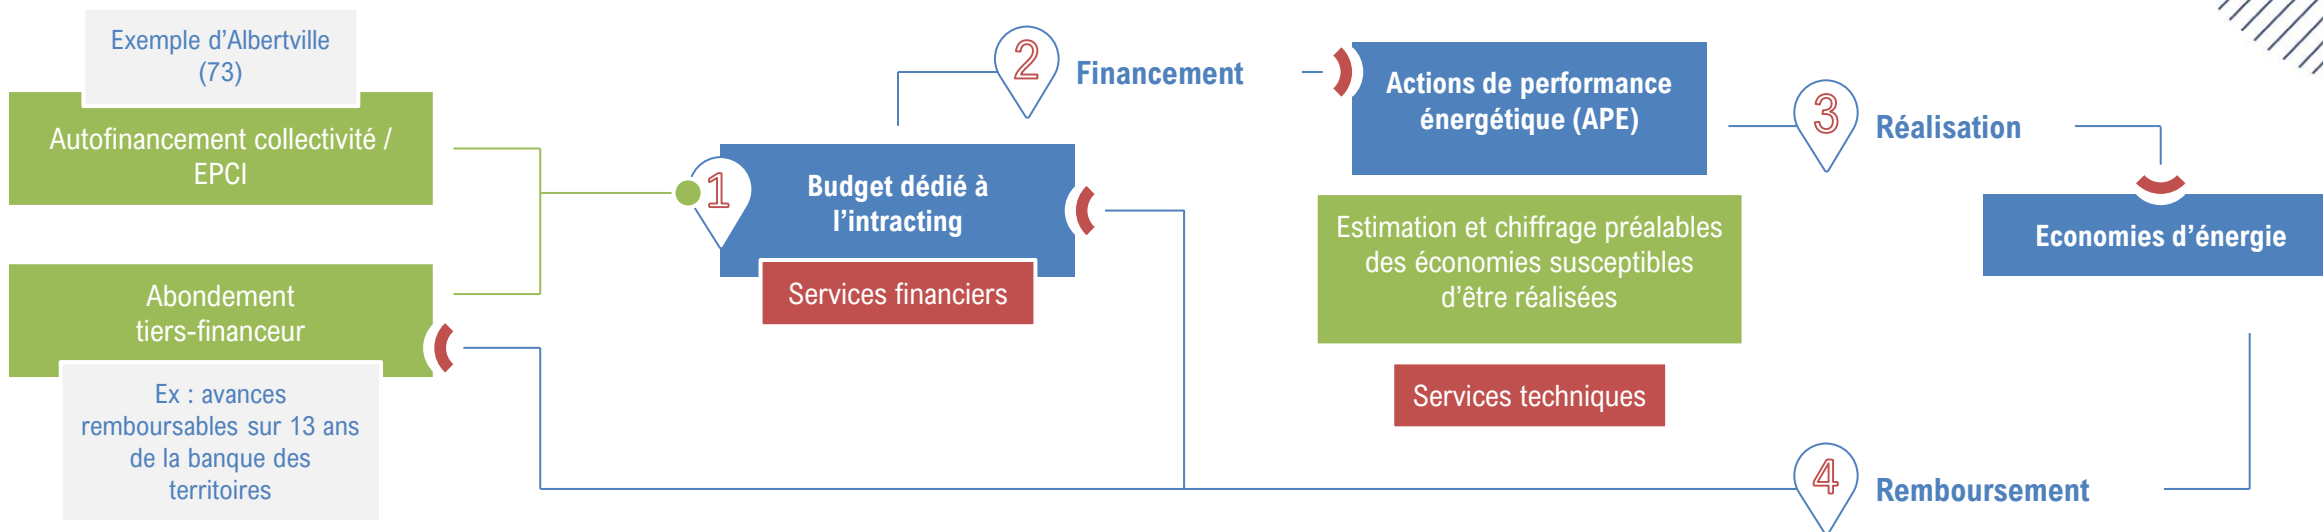 Exemple d'Albertville
(73)
Autofinancement collectivité /
EPCI
Abondement
tiers-financeur
Ex : avances
remboursables sur 13 ans
de la banque des
territoires
1
Budget dédié à
l'intracting
Services financiers
2
Financement
Actions de performance
énergétique (APE)
Estimation et chiffrage préalables
des économies susceptibles
d'être réalisées
Services techniques
3
Réalisation
Economies d'énergie
4
Remboursement